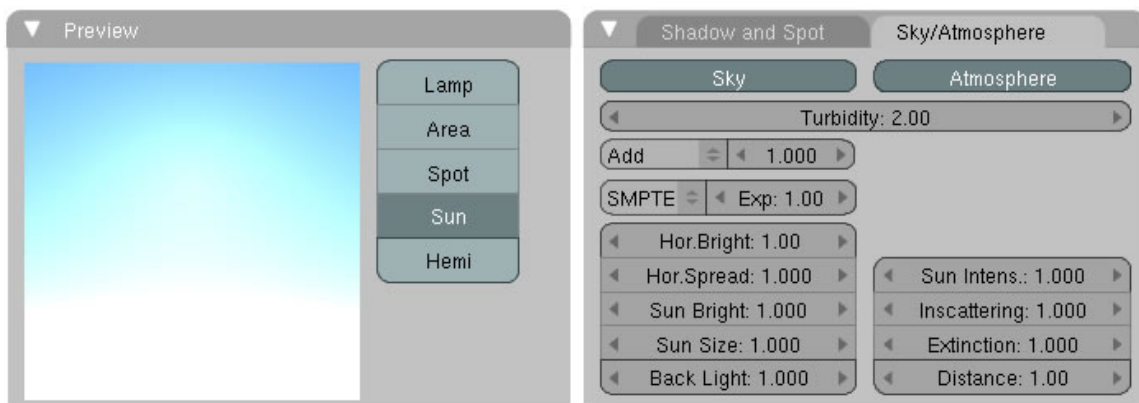 Preview
Lamp
Area
Spot
Sun
Hemi
Shadow and Spot
Sky/Atmosphere
Sky
Atmosphere
Turbidity: 2.00
Add
1.000
SMPTE
Exp: 1.00
Hor.Bright: 1.00
Hor.Spread: 1.000
Sun Bright: 1.000
Sun Size: 1.000
Back Light: 1.000
Sun Intens.: 1.000
Inscattering: 1.000
Extinction: 1.000
Distance: 1.00